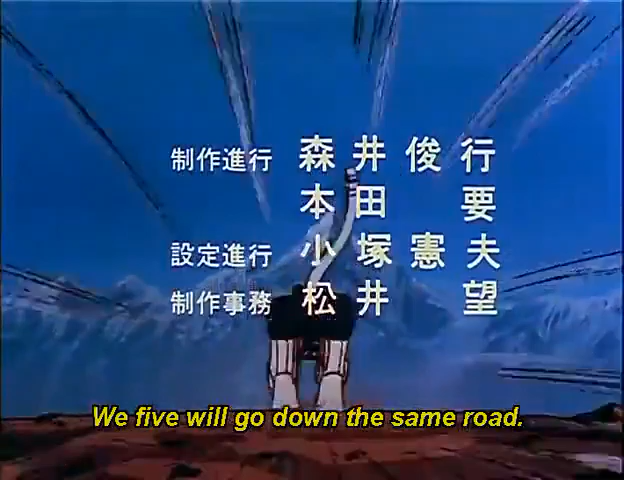 制作進行 森井俊行
本田 要
設定進行 小塚憲夫
制作事務 松井 望
We five will go down the same road.